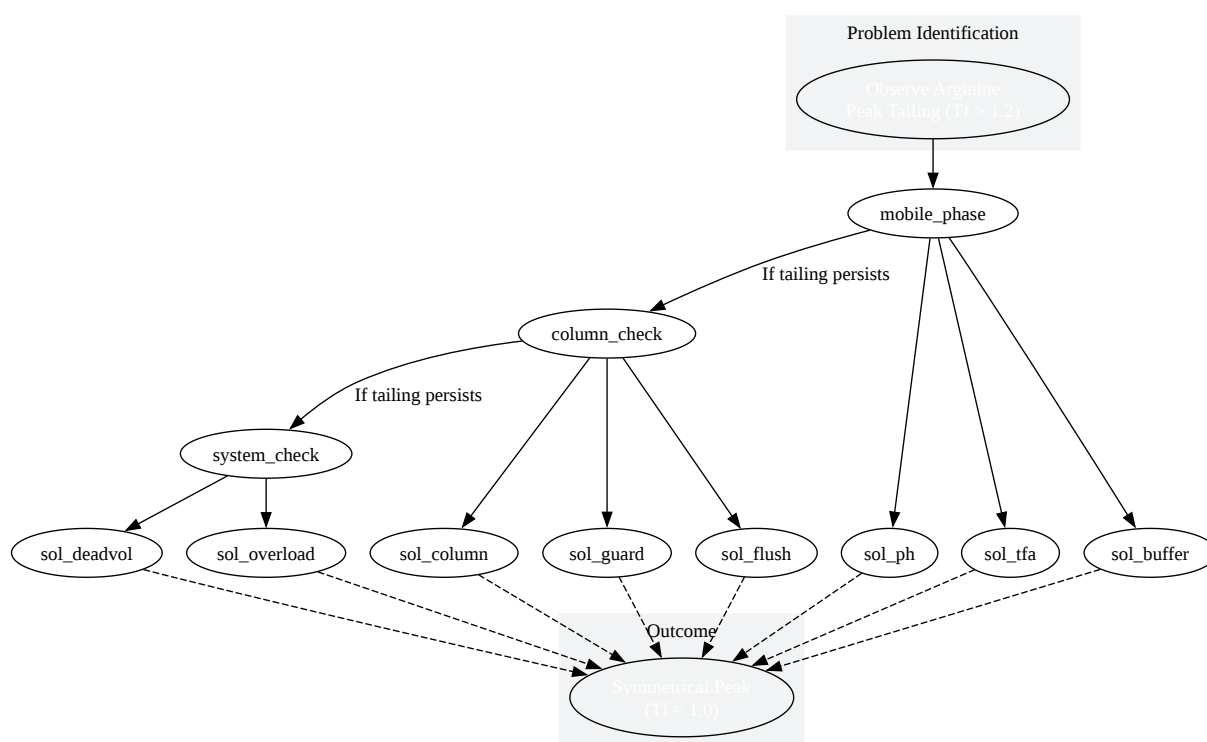 Problem Identification
Observe Arginine
Peak Tailing (Tf > 1.2)
mobile_phase
If tailing persists
column_check
If tailing persists
system_check
sol_deadvol
sol_overload
sol_column
sol_guard
sol_flush
sol_ph
sol_tfa
sol_buffer
Outcome
Symmetrical Peak
(Tf ≈ 1.0)